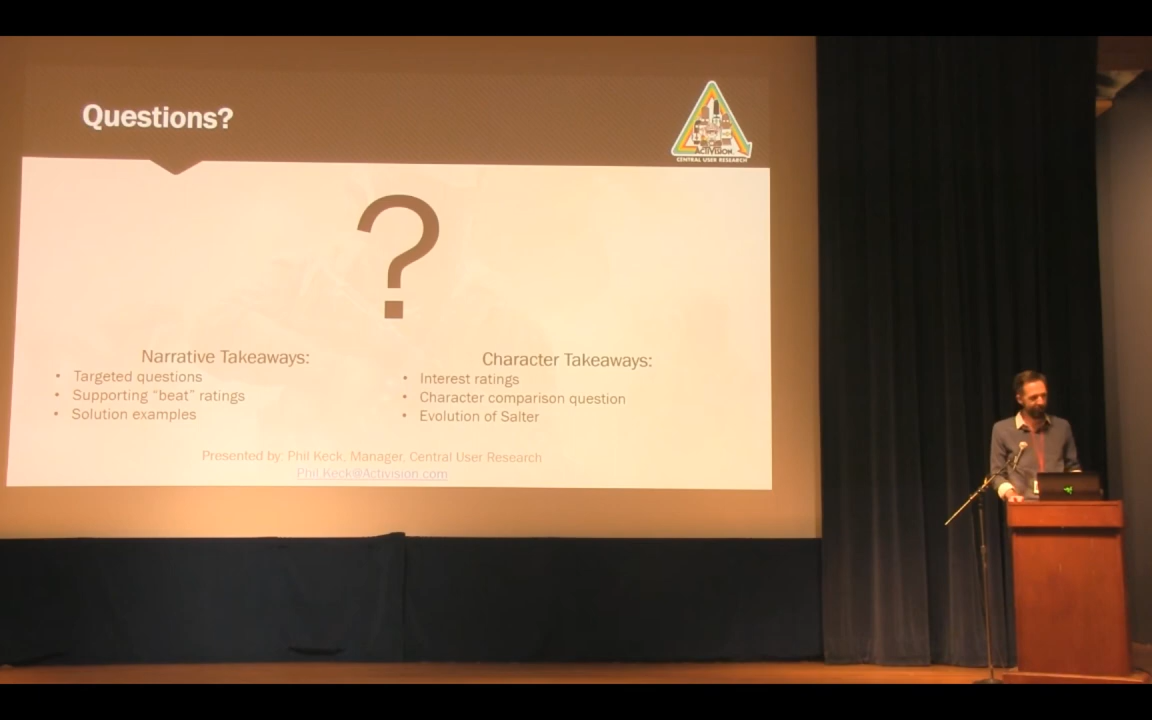 Questions?
ACTIVISION
CENTRAL USER RESEARCH
?
Narrative Takeaways:
• Targeted questions
• Supporting "beat" ratings
• Solution examples
Character Takeaways:
• Interest ratings
• Character comparison question
• Evolution of Salter
Presented by: Phil Keck, Manager, Central User Research
Phil.Keck@Activision.com